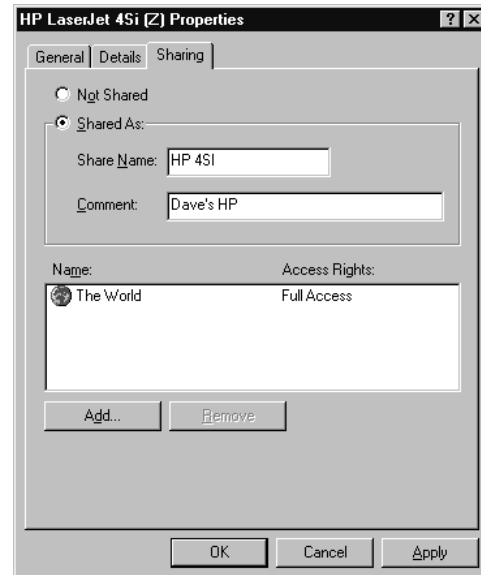 HP LaserJet 4Si (Z) Properties
General Details Sharing
Not Shared
Shared As:
Share Name: HP 4SI
Comment: Dave's HP
Name: Access Rights:
The World Full Access
Add... Remove
OK Cancel Apply